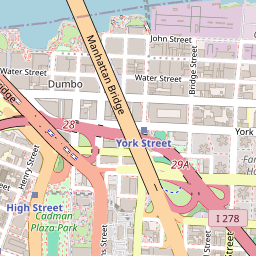 John Street
Water Street
Water Street
Bridge Street
Manhattan Bridge
Dumbo
28
York
York Street
29A
Henry Street
High Street
Cadman
Plaza Park
I 278